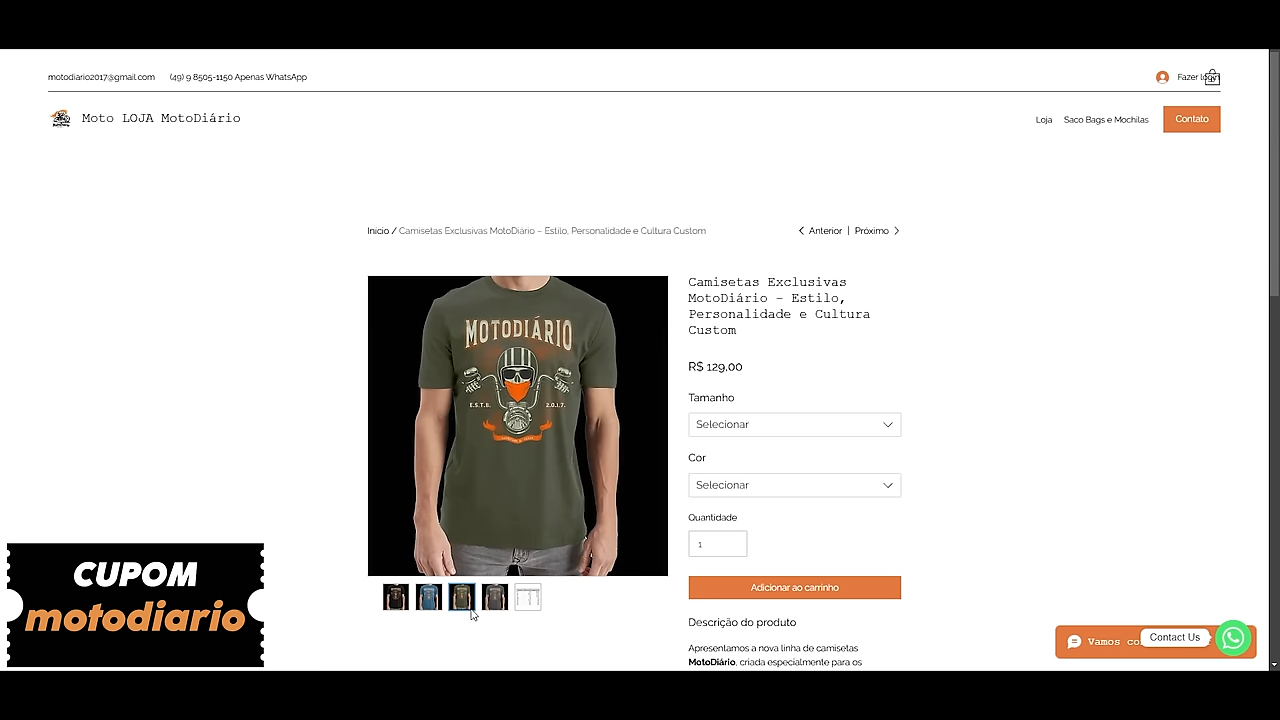 motodiario2017@gmail.com (49) 9 8505-1150 Apenas WhatsApp
Fazer login
Moto LOJA MotoDiário
Loja Saco Bags e Mochilas Contato
Início / Camisetas Exclusivas MotoDiário – Estilo, Personalidade e Cultura Custom
Anterior | Próximo
MOTODIÁRIO
E.S.T.B. 2.0.1.7.
Camisetas Exclusivas
MotoDiário – Estilo,
Personalidade e Cultura
Custom
R$ 129,00
Tamanho
Selecionar
Cor
Selecionar
Quantidade
1
Adicionar ao carrinho
Descrição do produto
Apresentamos a nova linha de camisetas
MotoDiário, criada especialmente para os
CUPOM
motodiario
Vamos
Contact Us